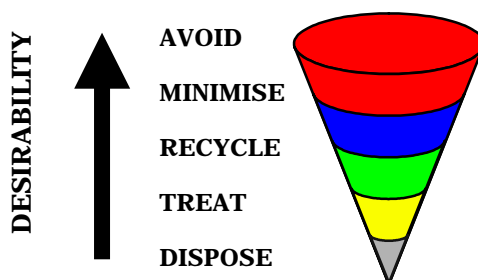 DESIRABILITY
AVOID
MINIMISE
RECYCLE
TREAT
DISPOSE